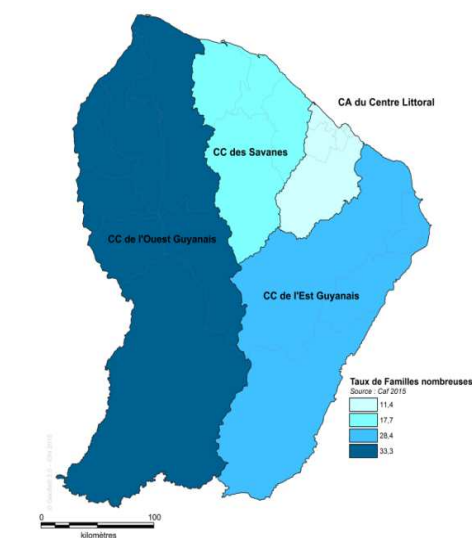 CA du Centre Littoral
CC des Savanes
CC de l'Ouest Guyanais
CC de l'Est Guyanais
Taux de Familles nombreuses
Source : Caf 2015
11,4
17,7
28,4
33,3
0 100
kilomètres